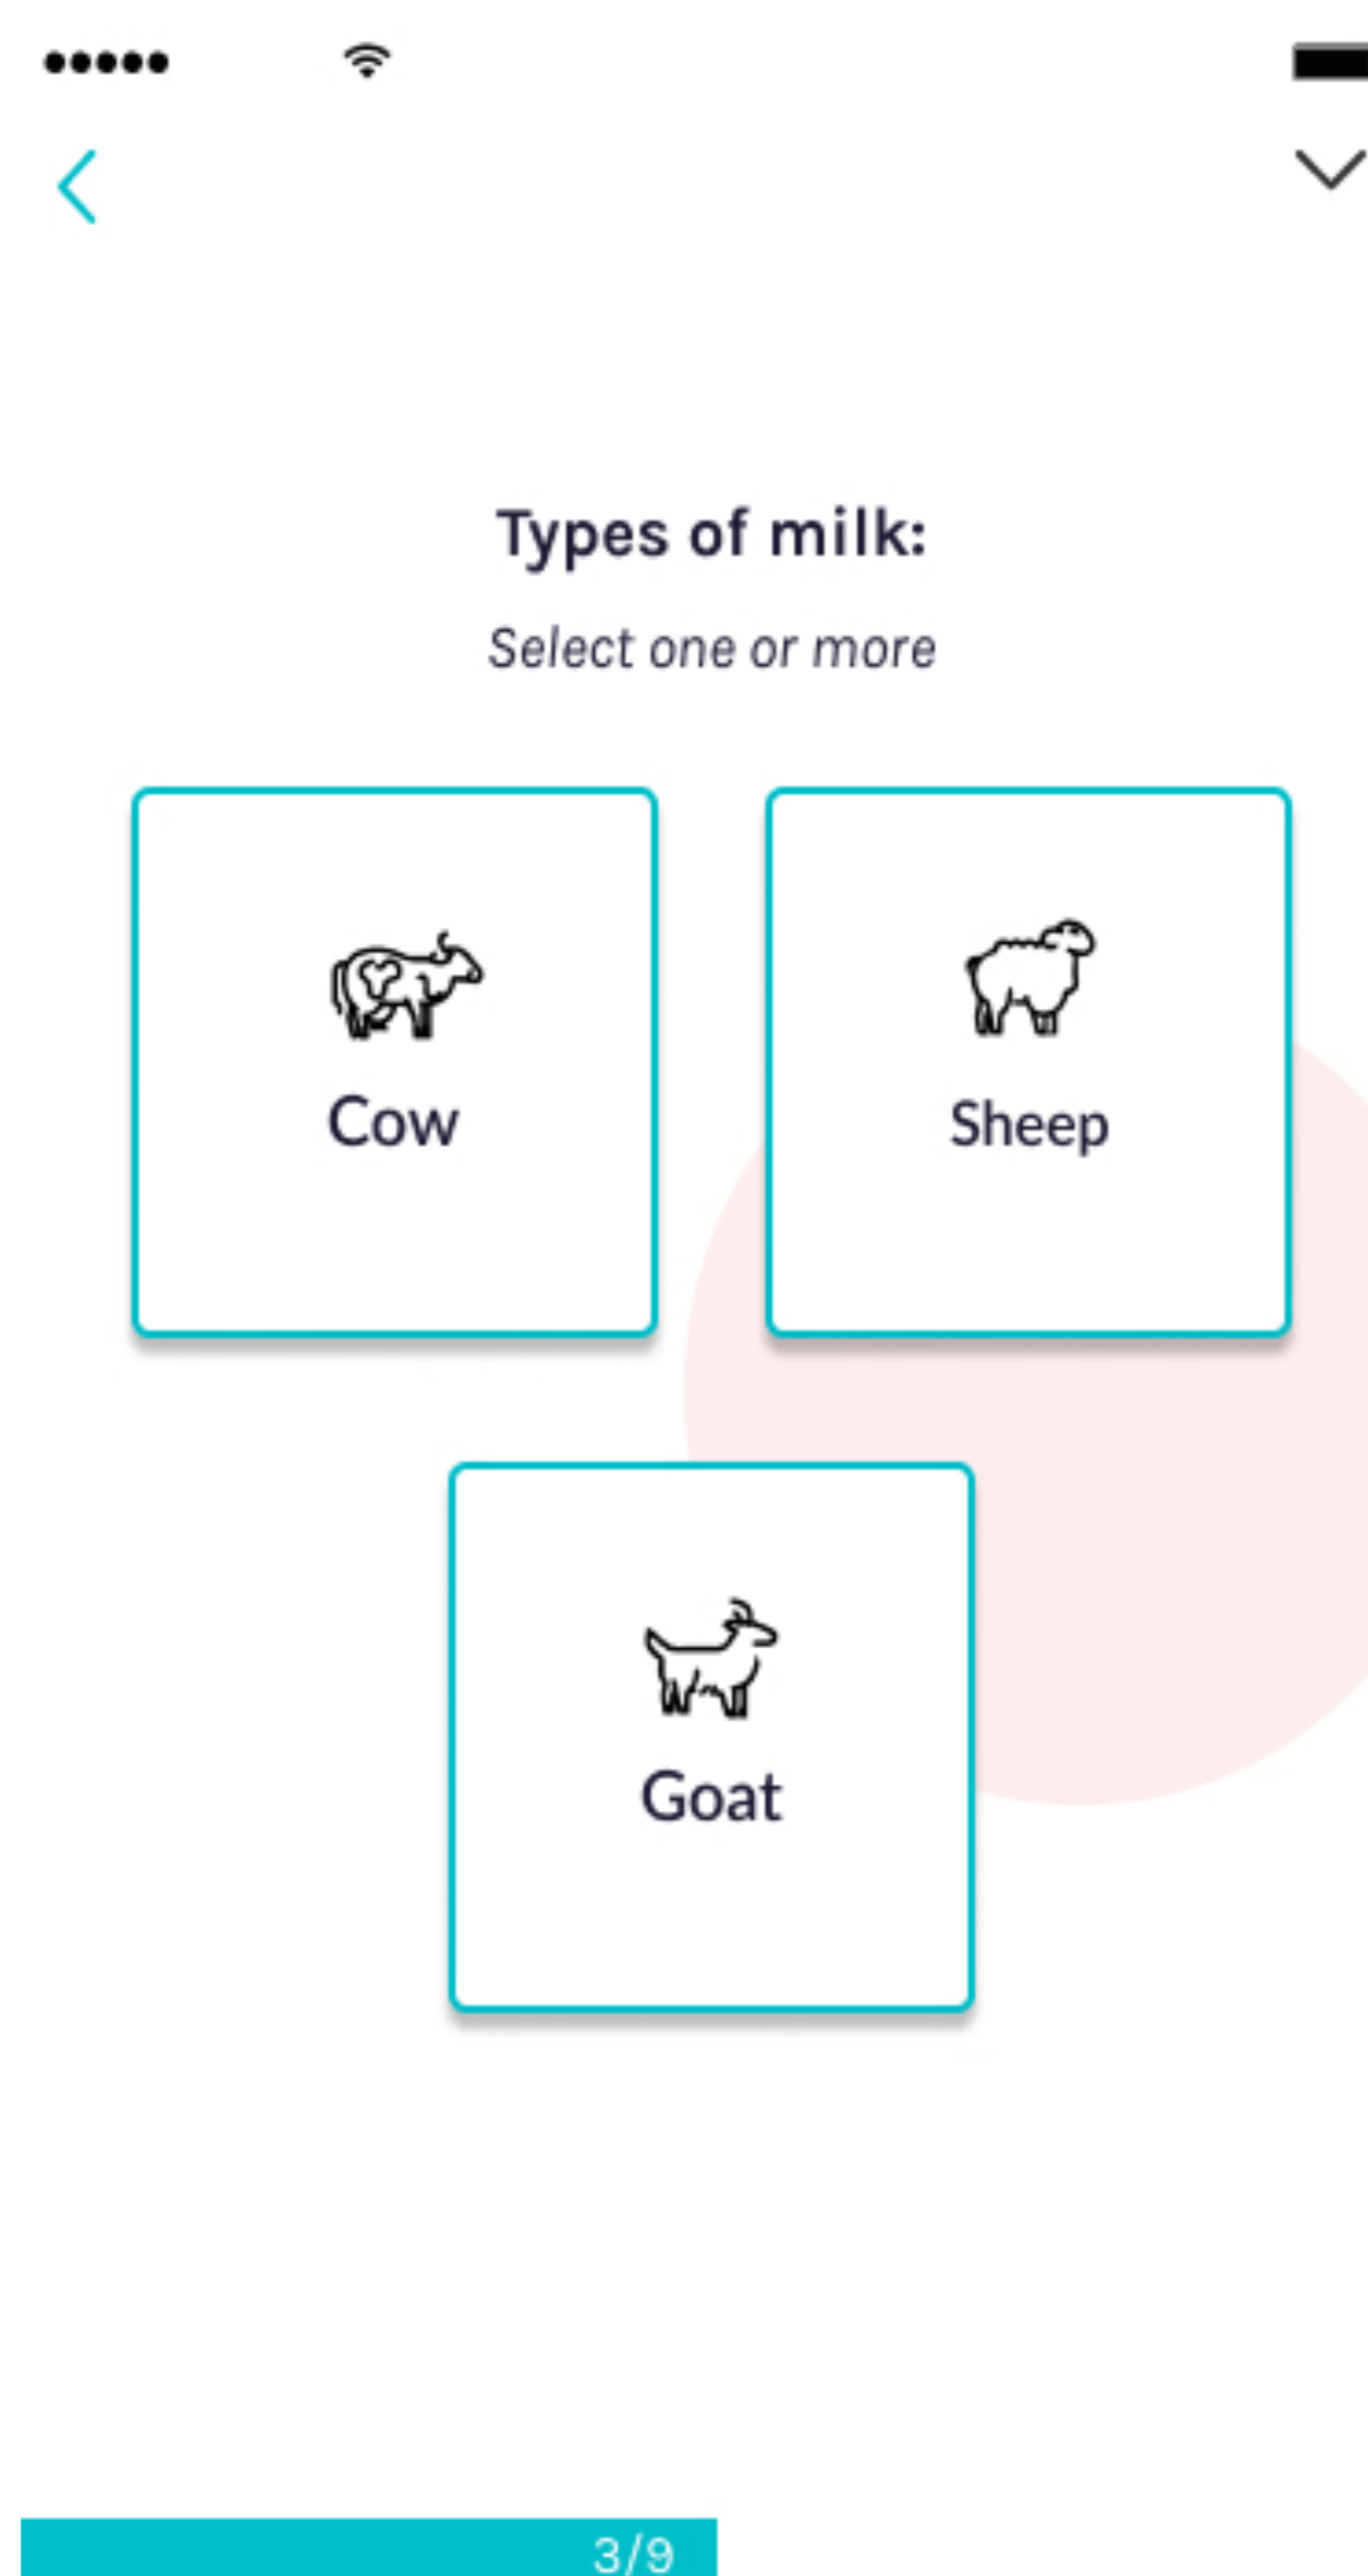 Types of milk:
Select one or more
Cow
Sheep
Goat
3/9